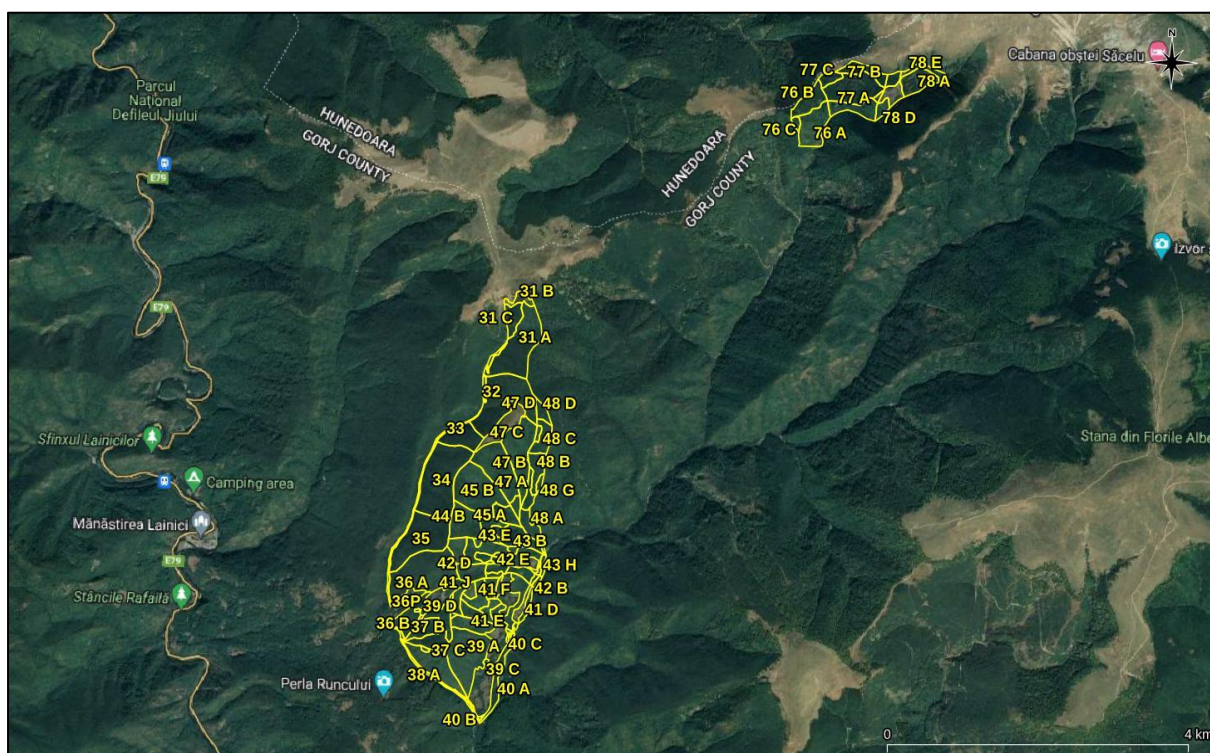 Cabana obștei Săcelu
N
78 E
77 C
77 B
78 A
Parcul
Național
Defileul Jiului
76 B
77 A
78 D
HUNEDOARA
GORJ COUNTY
76 C
76 A
HUNEDOARA
GORJ COUNTY
E79
Izvor
31 B
E79
31 C
31 A
32
47 D
48 D
33
47 C
48 C
Sfinxul Lainicilor
Stana din Florile Albe
47 B
48 B
34
47 A
Camping area
45 B
48 G
44 B
45 A
48 A
Mănăstirea Lainici
35
43 E
43 B
E79
42 D
42 E
43 H
36 A
41 J
41 F
42 B
Stâncile Rafailă
36P
39 D
41 D
36 B
37 B
41 E
37 C
39 A
40 C
38 A
39 C
Perla Runcului
40 A
40 B
0
4 km